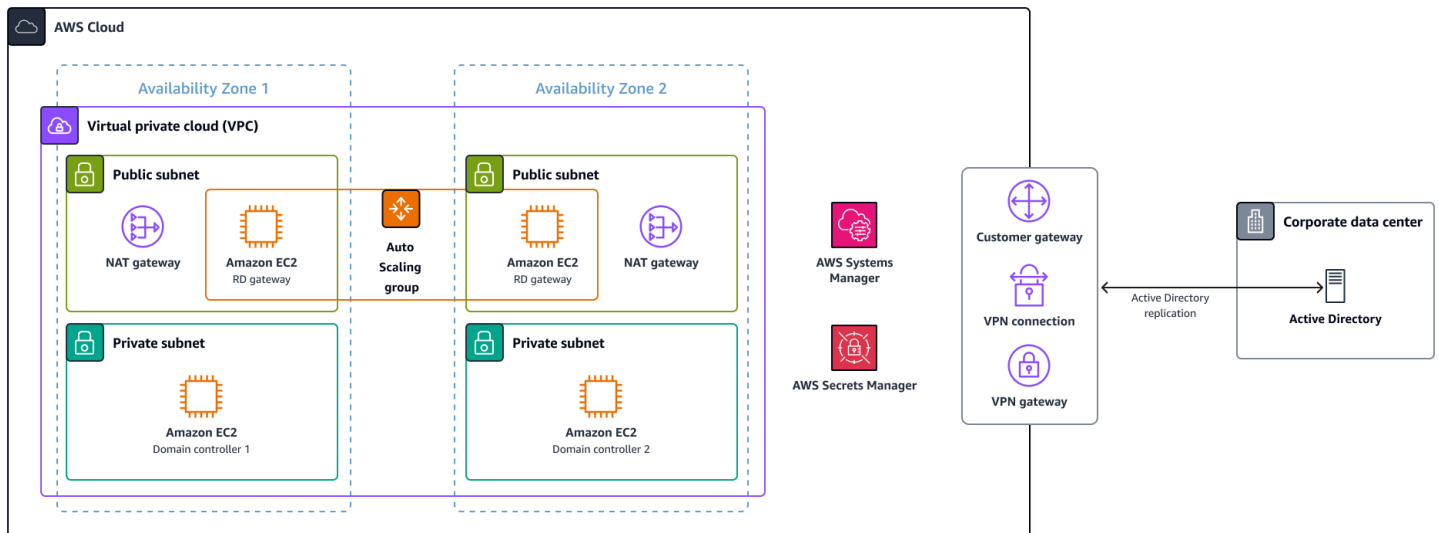 AWS Cloud
Availability Zone 1
Availability Zone 2
Virtual private cloud (VPC)
Public subnet
NAT gateway
Amazon EC2
RD gateway
Auto
Scaling
group
Public subnet
Amazon EC2
RD gateway
NAT gateway
Private subnet
Amazon EC2
Domain controller 1
Private subnet
Amazon EC2
Domain controller 2
AWS Systems
Manager
AWS Secrets Manager
Customer gateway
VPN connection
VPN gateway
Active Directory
replication
Corporate data center
Active Directory